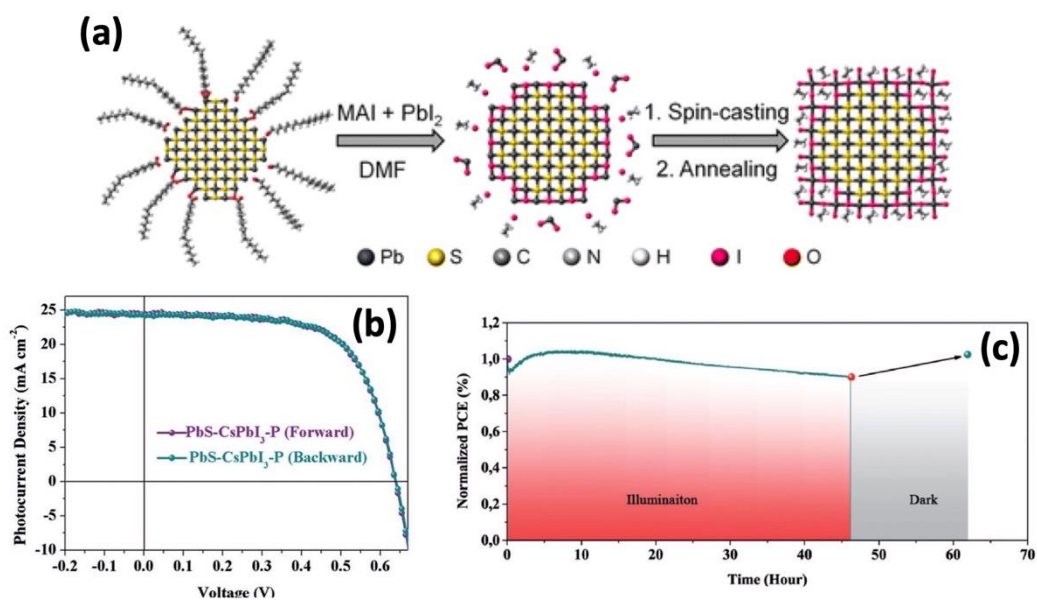 (a)
MAI + PbI2
DMF
1. Spin-casting
2. Annealing
Pb S C N H I O
(b)
Photocurrent Density (mA cm-2)
25
20
15
10
5
0
-5
-10
PbS-CsPbI3-P (Forward)
PbS-CsPbI3-P (Backward)
-0.2 -0.1 0.0 0.1 0.2 0.3 0.4 0.5 0.6
Voltage (V)
(c)
Normalized PCE (%)
1,2
1,0
0,8
0,6
0,4
0,2
0,0
Illuminaiton
Dark
0 10 20 30 40 50 60 70
Time (Hour)